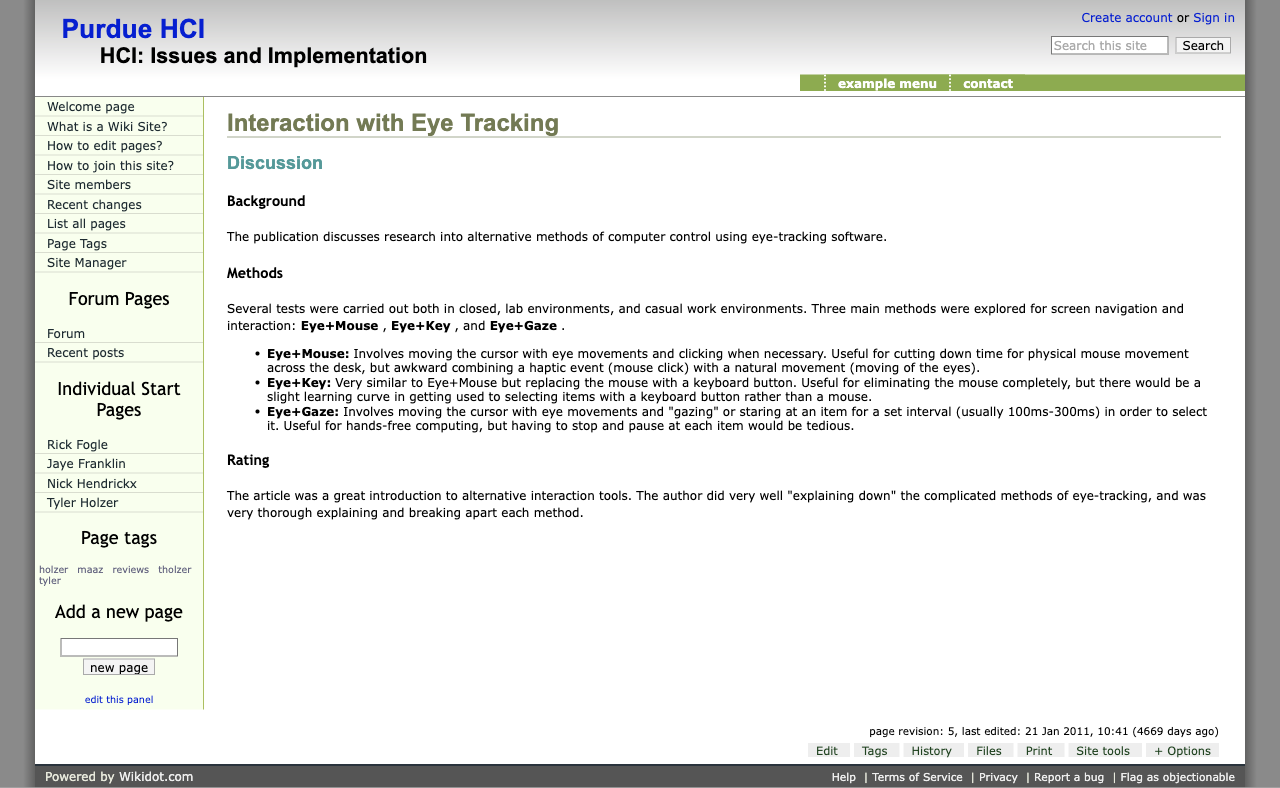 Purdue HCI
HCI: Issues and Implementation
Create account or Sign in
Search this site
Search
example menu
contact
Welcome page
What is a Wiki Site?
How to edit pages?
How to join this site?
Site members
Recent changes
List all pages
Page Tags
Site Manager
Forum Pages
Forum
Recent posts
Individual Start
Pages
Rick Fogle
Jaye Franklin
Nick Hendrickx
Tyler Holzer
Page tags
holzer maaz reviews tholzer
tyler
Add a new page
new page
edit this panel
Interaction with Eye Tracking
Discussion
Background
The publication discusses research into alternative methods of computer control using eye-tracking software.
Methods
Several tests were carried out both in closed, lab environments, and casual work environments. Three main methods were explored for screen navigation and
interaction: Eye+Mouse , Eye+Key , and Eye+Gaze .
• Eye+Mouse: Involves moving the cursor with eye movements and clicking when necessary. Useful for cutting down time for physical mouse movement
across the desk, but awkward combining a haptic event (mouse click) with a natural movement (moving of the eyes).
• Eye+Key: Very similar to Eye+Mouse but replacing the mouse with a keyboard button. Useful for eliminating the mouse completely, but there would be a
slight learning curve in getting used to selecting items with a keyboard button rather than a mouse.
• Eye+Gaze: Involves moving the cursor with eye movements and "gazing" or staring at an item for a set interval (usually 100ms-300ms) in order to select
it. Useful for hands-free computing, but having to stop and pause at each item would be tedious.
Rating
The article was a great introduction to alternative interaction tools. The author did very well "explaining down" the complicated methods of eye-tracking, and was
very thorough explaining and breaking apart each method.
page revision: 5, last edited: 21 Jan 2011, 10:41 (4669 days ago)
Edit Tags History Files Print Site tools + Options
Powered by Wikidot.com
Help | Terms of Service | Privacy | Report a bug | Flag as objectionable